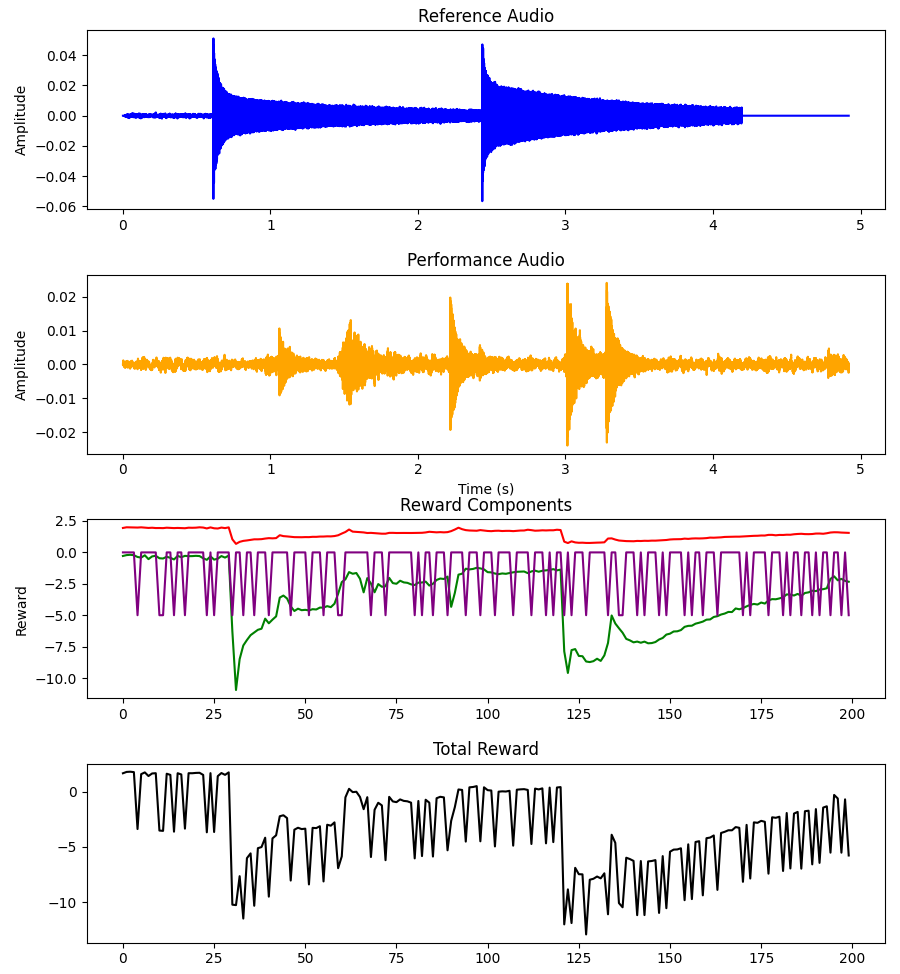 Reference Audio
Amplitude
0.04
0.02
0.00
−0.02
−0.04
−0.06
0 1 2 3 4 5
Performance Audio
Amplitude
0.02
0.01
0.00
−0.01
−0.02
0 1 2 3 4 5
Time (s)
Reward Components
Reward
2.5
0.0
−2.5
−5.0
−7.5
−10.0
0 25 50 75 100 125 150 175 200
Total Reward
0
−5
−10
0 25 50 75 100 125 150 175 200